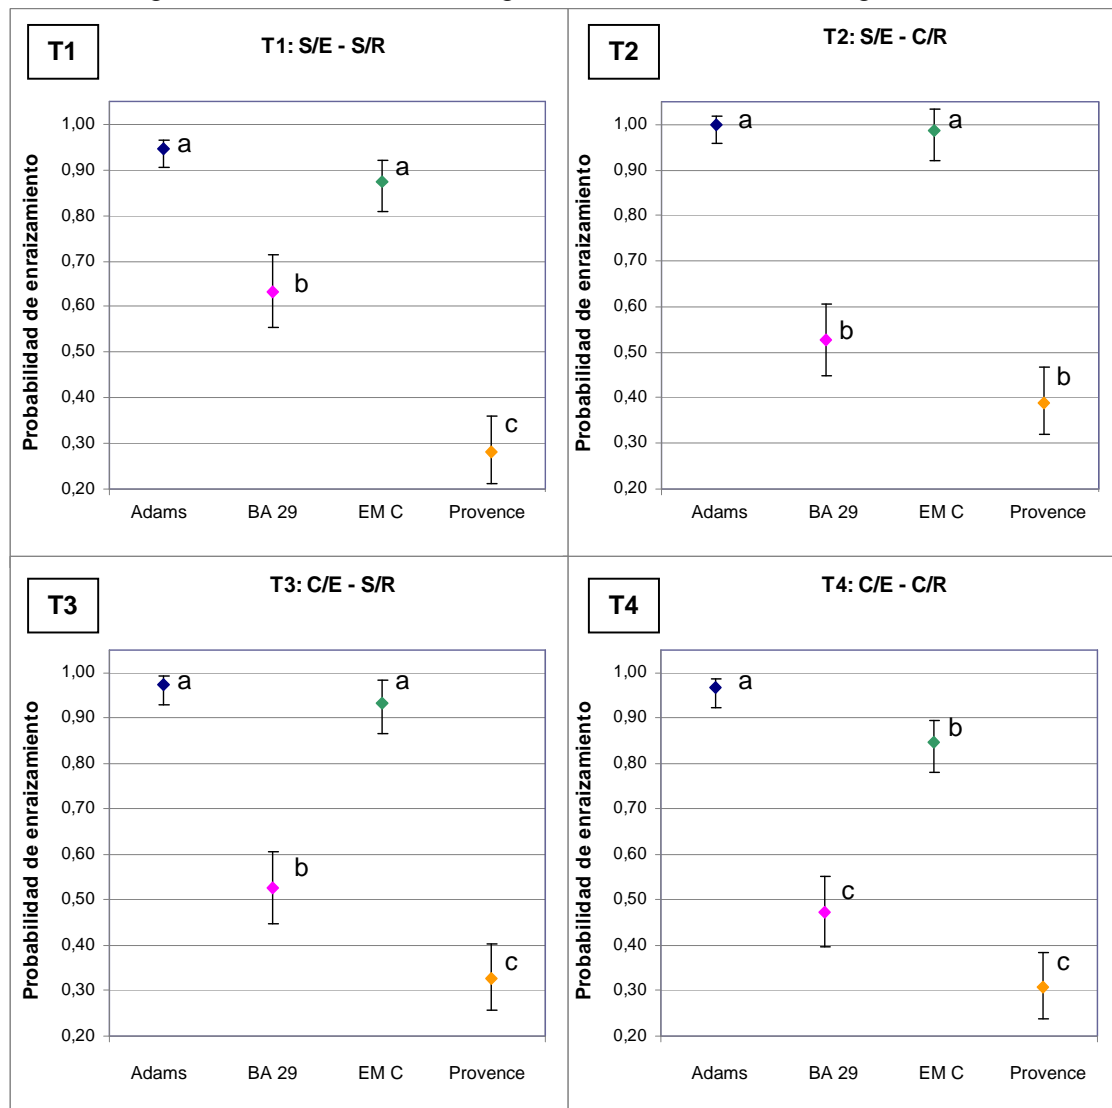 T1
T1: S/E - S/R
Probabilidad de enraizamiento
1,00
0,90
0,80
0,70
0,60
0,50
0,40
0,30
0,20
a
b
a
c
Adams BA 29 EM C Provence
T2
T2: S/E - C/R
Probabilidad de enraizamiento
1,00
0,90
0,80
0,70
0,60
0,50
0,40
0,30
0,20
a
b
a
b
Adams BA 29 EM C Provence
T3
T3: C/E - S/R
Probabilidad de enraizamiento
1,00
0,90
0,80
0,70
0,60
0,50
0,40
0,30
0,20
a
b
a
c
Adams BA 29 EM C Provence
T4
T4: C/E - C/R
Probabilidad de enraizamiento
1,00
0,90
0,80
0,70
0,60
0,50
0,40
0,30
0,20
a
c
b
c
Adams BA 29 EM C Provence